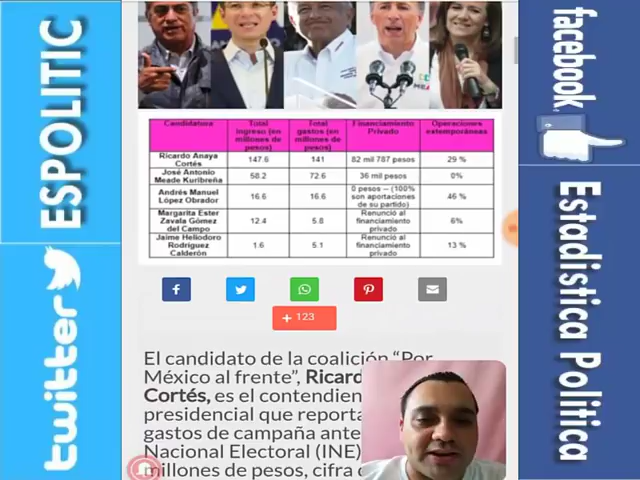 ESPOLITIC
twitter
facebook
Estadistica Politica
Candidatura
Total ingreso (en millones de pesos)
Total gastos (en millones de pesos)
Financiamiento Privado
Operaciones extemporáneas
Ricardo Anaya Cortés
147.6
141
82 mil 787 pesos
29 %
José Antonio Meade Kuribreña
58.2
72.6
36 mil pesos
0%
Andrés Manuel López Obrador
16.6
16.6
0 pesos – (100% son aportaciones de su partido)
46 %
Margarita Ester Zavala Gómez del Campo
12.4
5.8
Renunció al financiamiento privado
6%
Jaime Heliodoro Rodríguez Calderón
1.6
5.1
Renunció al financiamiento privado
13 %
+ 123
El candidato de la coalición “Por
México al frente”, Ricard
Cortés, es el contendien
presidencial que reporta
gastos de campaña ante
Nacional Electoral (INE)
millones de pesos, cifra